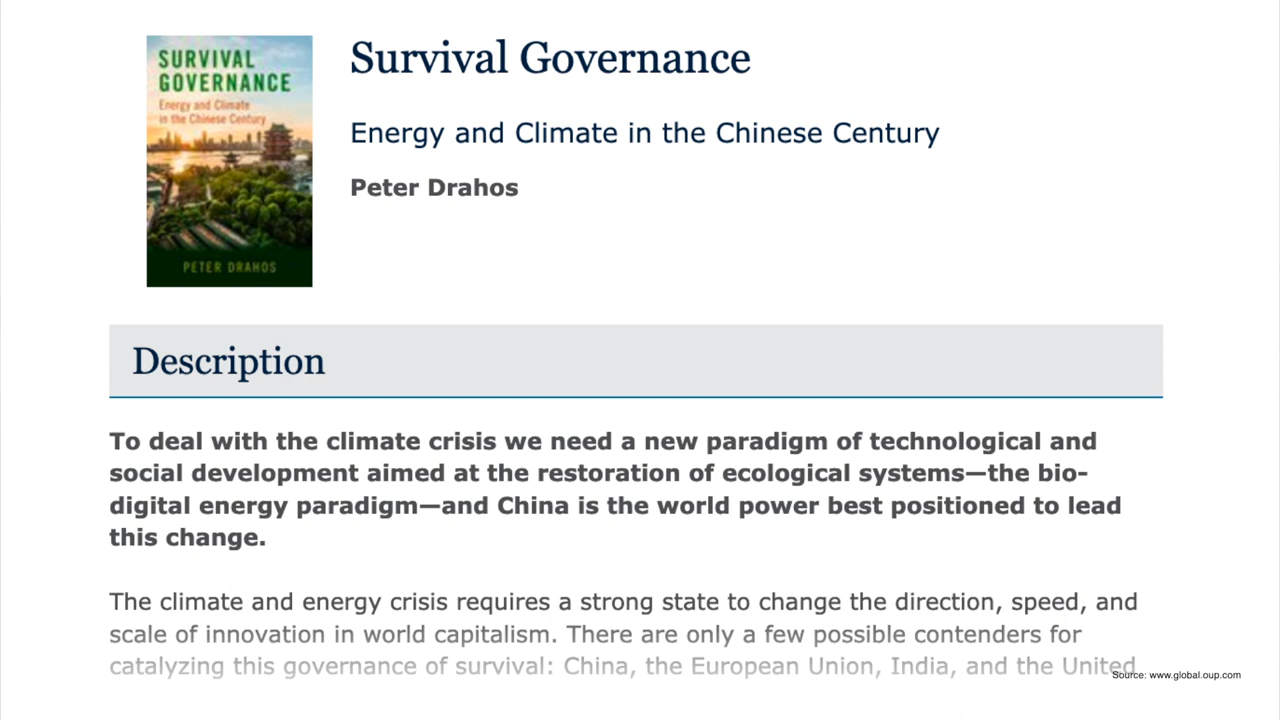 SURVIVAL
GOVERNANCE
Energy and Climate
in the Chinese Century
PETER DRAHOS
Survival Governance
Energy and Climate in the Chinese Century
Peter Drahos
Description
To deal with the climate crisis we need a new paradigm of technological and
social development aimed at the restoration of ecological systems—the bio-
digital energy paradigm—and China is the world power best positioned to lead
this change.
The climate and energy crisis requires a strong state to change the direction, speed, and
scale of innovation in world capitalism. There are only a few possible contenders for
catalyzing this governance of survival: China, the European Union, India, and the United
Source: www.global.oup.com